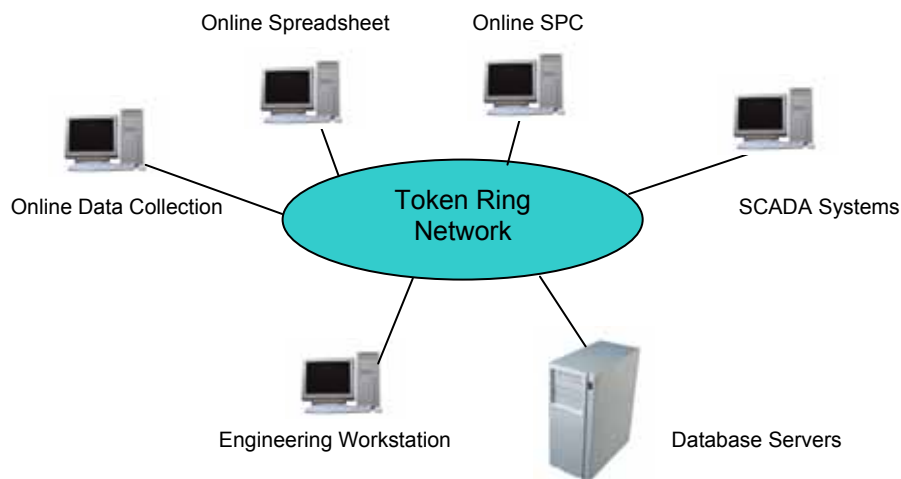 Online Spreadsheet
Online SPC
Online Data Collection
Token Ring
Network
SCADA Systems
Engineering Workstation
Database Servers